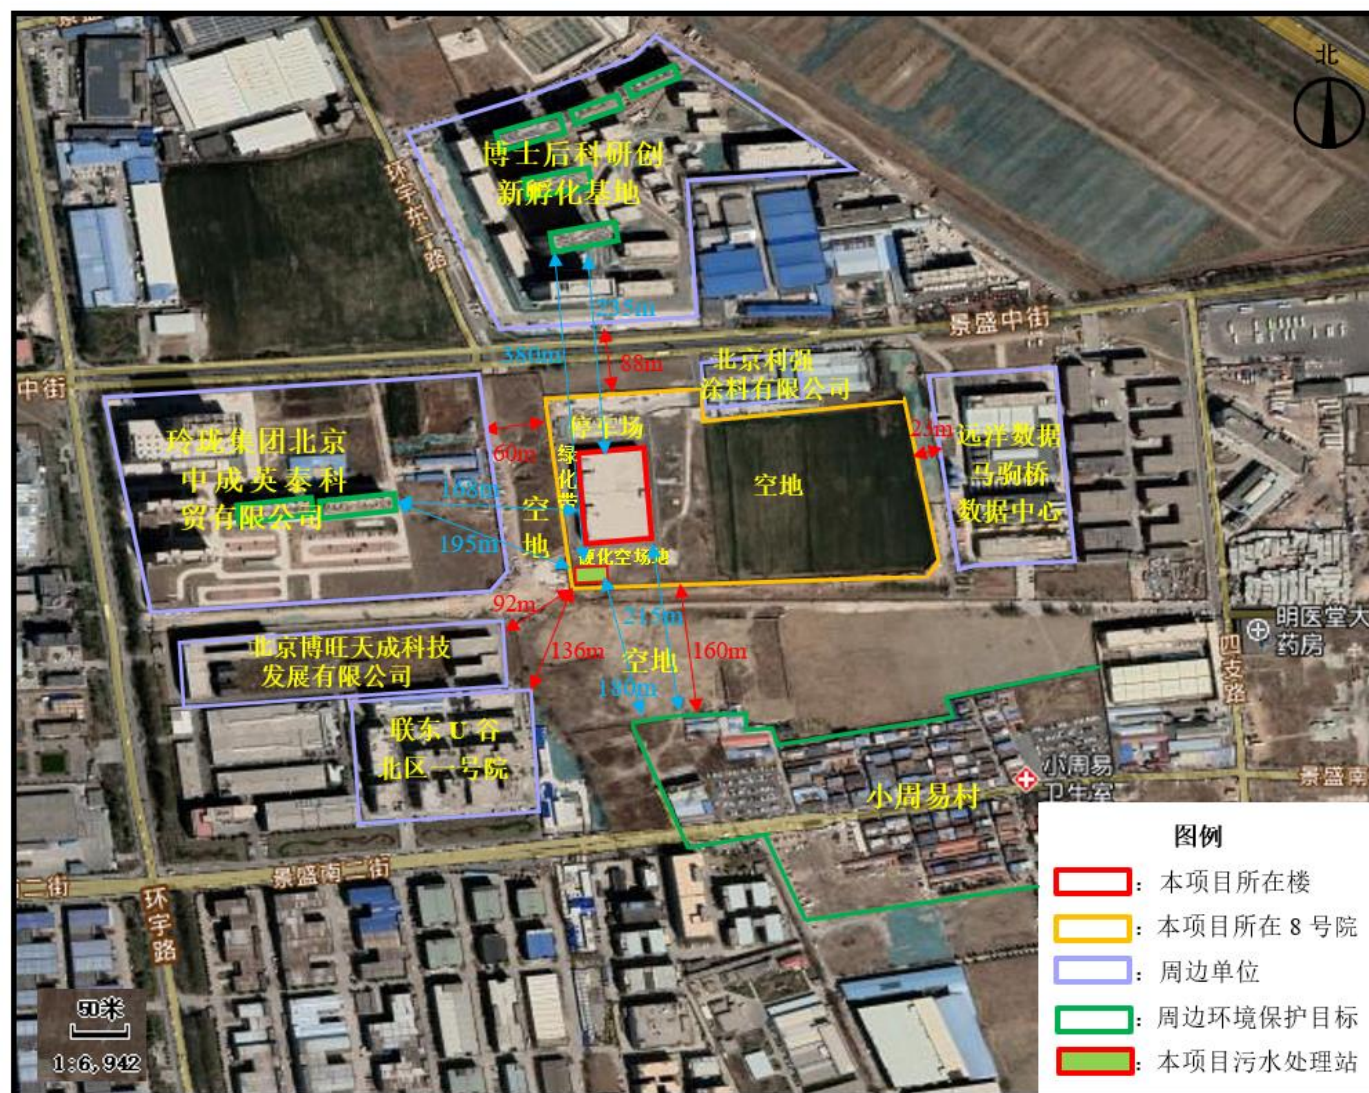 景盛
北
环宇东一路
博士后科研创
新孵化基地
景盛中街
235m
380m
88m
北京利强
涂料有限公司
中街
玲珑集团北京
中成英泰科
贸有限公司
60m
停车场
绿化带
168m
195m
空地
空地
23m
远洋数据
马驹桥
数据中心
硬化空场地
92m
215m
136m
空地
160m
180m
北京博旺天成科技
发展有限公司
明医堂大
药房
四支路
联东 U 谷
北区一号院
小周易
卫生室
小周易村
景盛南
景盛南二街
南二街
环宇路
50米
1:6,942
图例
：本项目所在楼
：本项目所在 8 号院
：周边单位
：周边环境保护目标
：本项目污水处理站